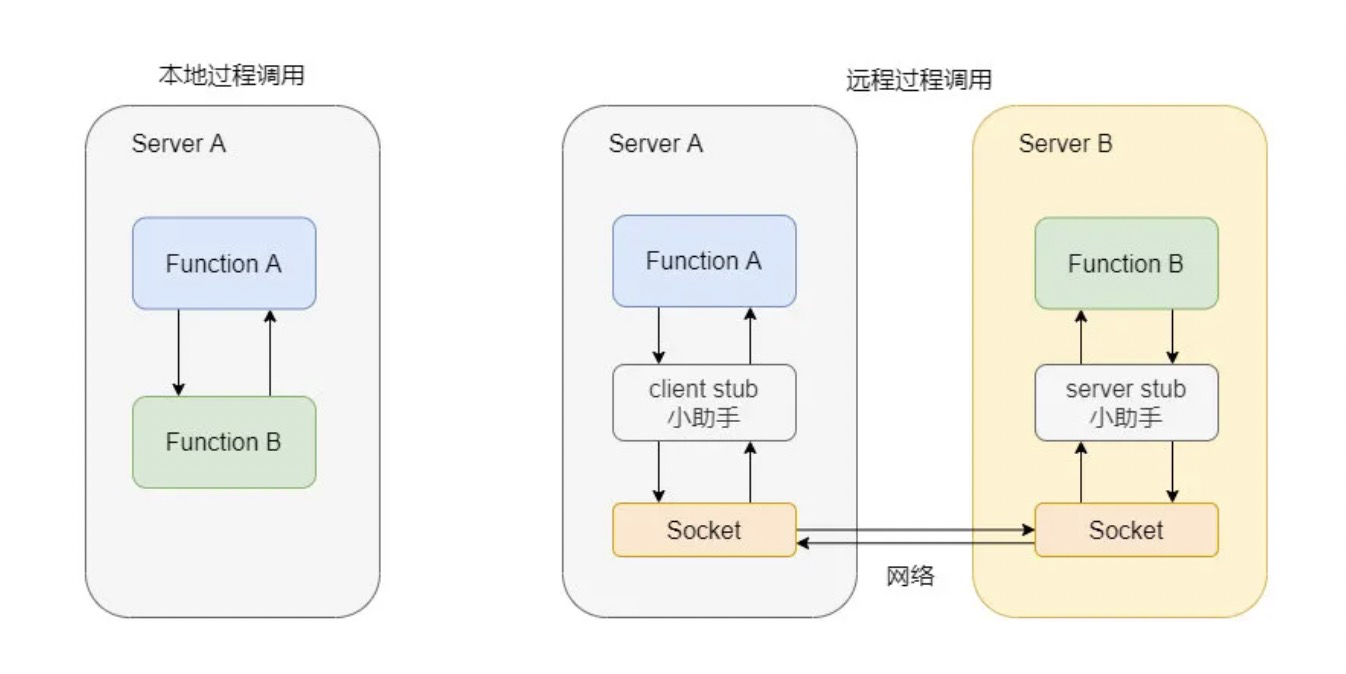 本地过程调用
Server A
Function A
Function B
远程过程调用
Server A
Function A
client stub
小助手
Socket
网络
Server B
Function B
server stub
小助手
Socket